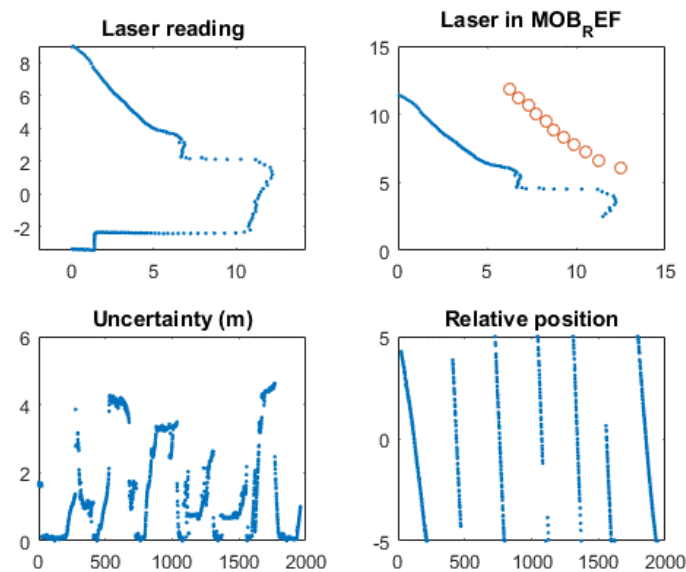 Laser reading
8
6
4
2
0
-2
0 5 10
Laser in MOB_REF
15
10
5
0
0 5 10 15
Uncertainty (m)
6
4
2
0
0 500 1000 1500 2000
Relative position
5
0
-5
0 500 1000 1500 2000